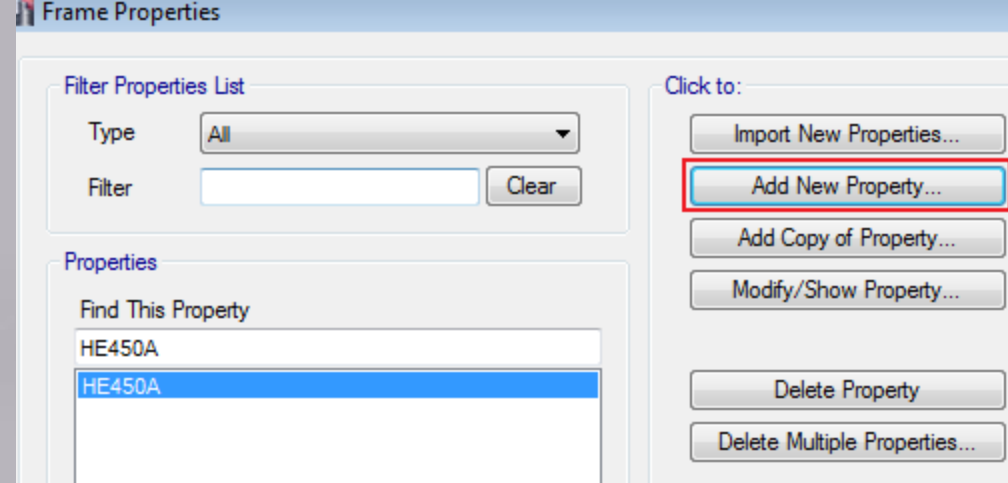 Frame Properties
Filter Properties List
Type All
Filter Clear
Properties
Find This Property
HE450A
HE450A
Click to:
Import New Properties...
Add New Property...
Add Copy of Property...
Modify/Show Property...
Delete Property
Delete Multiple Properties...